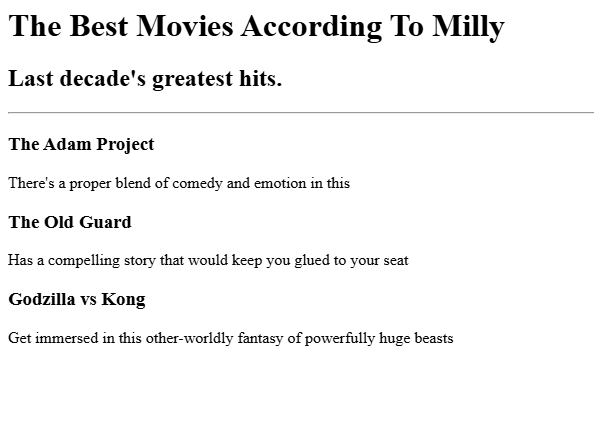 The Best Movies According To Milly
Last decade's greatest hits.
The Adam Project
There's a proper blend of comedy and emotion in this
The Old Guard
Has a compelling story that would keep you glued to your seat
Godzilla vs Kong
Get immersed in this other-worldly fantasy of powerfully huge beasts